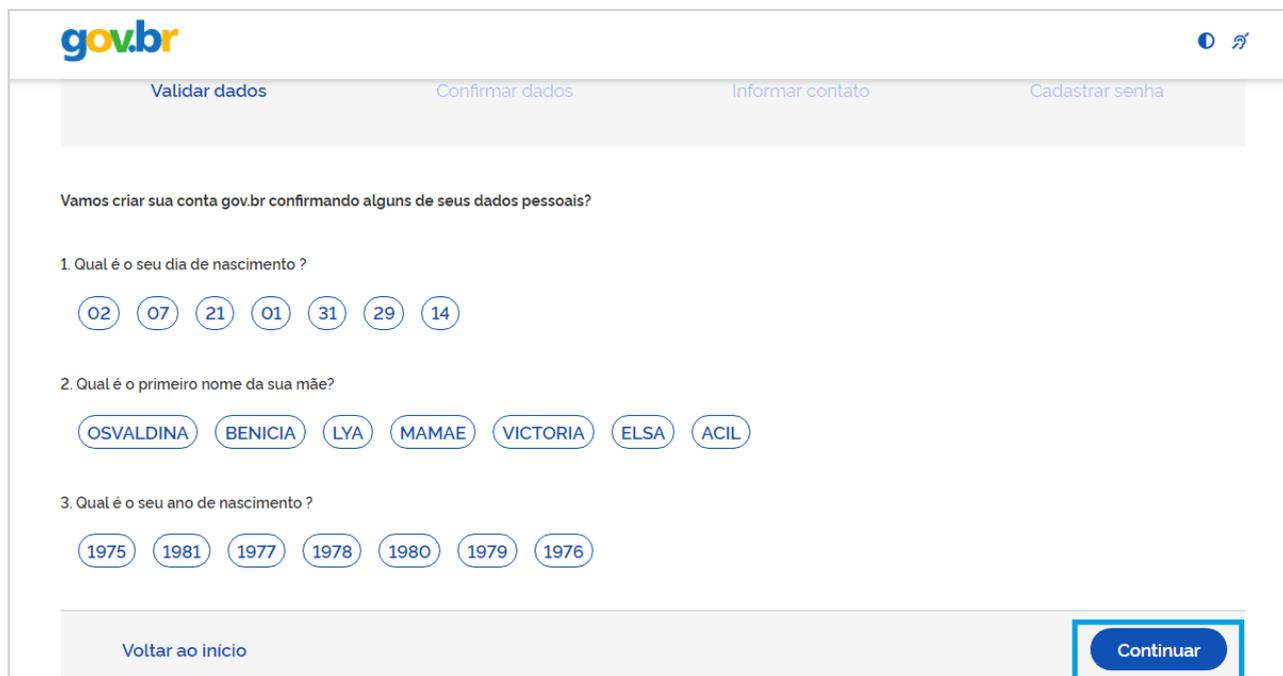 gov.br
Validar dados Confirmar dados Informar contato Cadastrar senha
Vamos criar sua conta gov.br confirmando alguns de seus dados pessoais?
1. Qual é o seu dia de nascimento ?
02 07 21 01 31 29 14
2. Qual é o primeiro nome da sua mãe?
OSVALDINA BENICIA LYA MAMAE VICTORIA ELSA ACIL
3. Qual é o seu ano de nascimento ?
1975 1981 1977 1978 1980 1979 1976
Voltar ao início Continuar